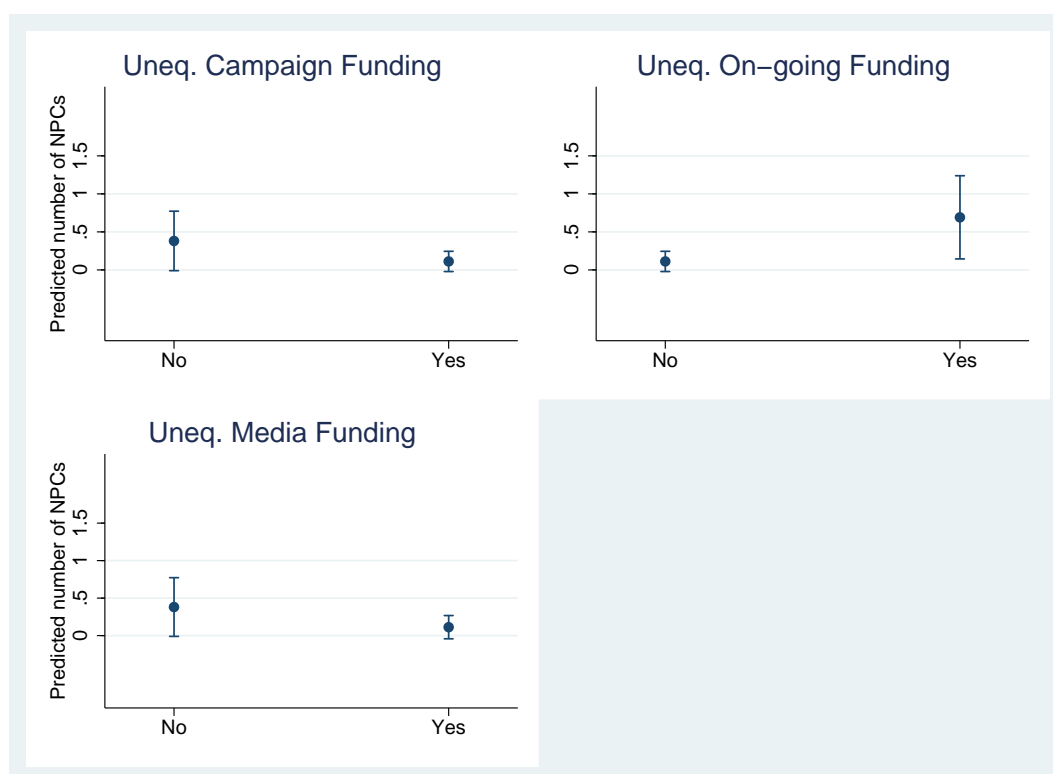 Uneq. Campaign Funding
Predicted number of NPCs
1.5
1
.5
0
No Yes
Uneq. On−going Funding
1.5
1
.5
0
No Yes
Uneq. Media Funding
Predicted number of NPCs
1.5
1
.5
0
No Yes